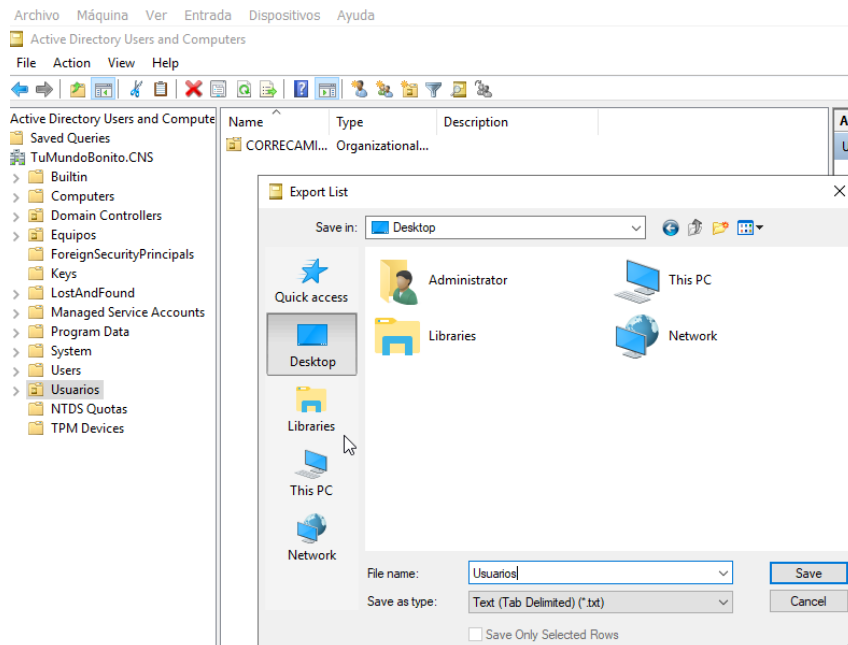 Archivo Máquina Ver Entrada Dispositivos Ayuda
Active Directory Users and Computers
File Action View Help
Active Directory Users and Compute
Saved Queries
TuMundoBonito.CNS
Builtin
Computers
Domain Controllers
Equipos
ForeignSecurityPrincipals
Keys
LostAndFound
Managed Service Accounts
Program Data
System
Users
Usuarios
NTDS Quotas
TPM Devices
Name Type Description
CORRECAMI... Organizational...
A
U
Export List
Save in: Desktop
Quick access
Desktop
Libraries
This PC
Network
Administrator
This PC
Libraries
Network
File name: Usuarios
Save
Save as type: Text (Tab Delimited) (*.txt)
Cancel
Save Only Selected Rows